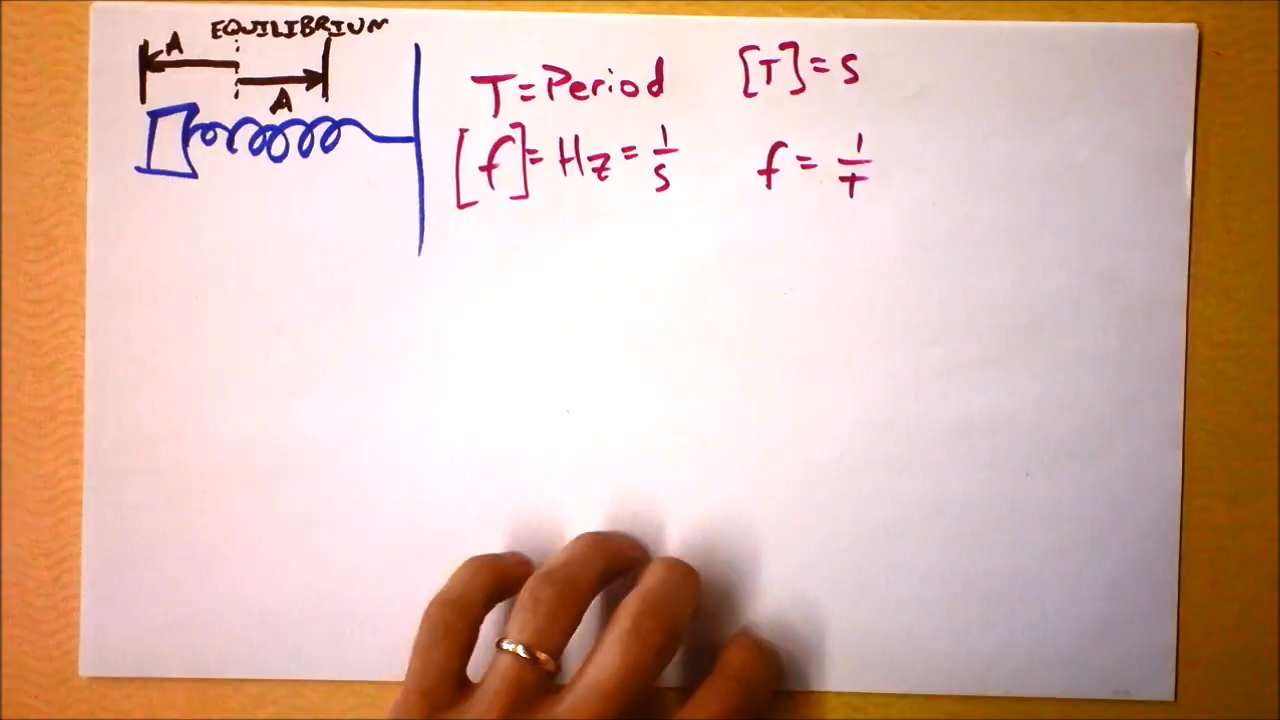 EQUILIBRIUM
A
A
T = Period [T] = s
[f] = Hz = 1/s f = 1/T